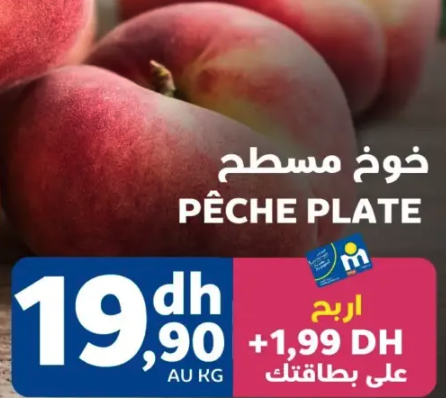 خوخ مسطح
PÊCHE PLATE
19,90 dh
AU KG
اربح
+1,99 DH
على بطاقتك